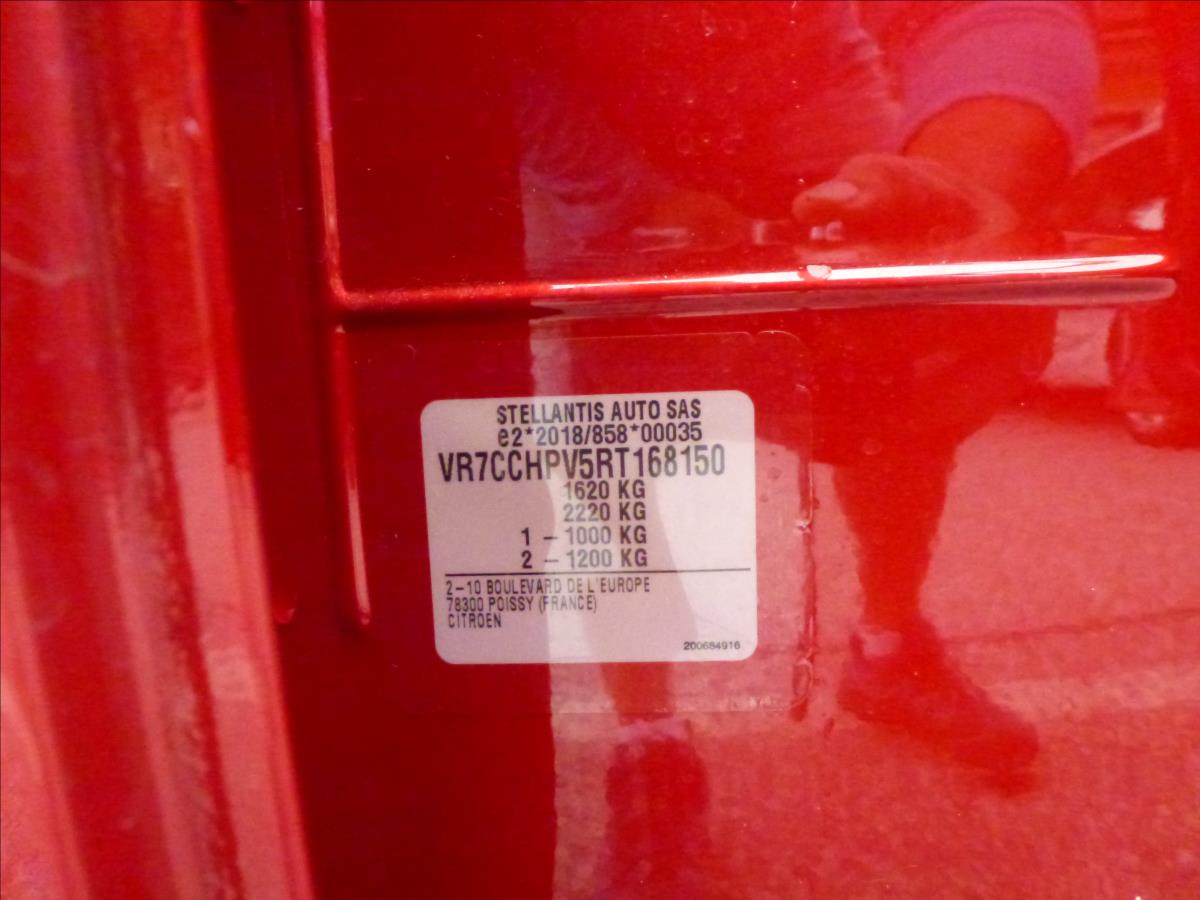 STELLANTIS AUTO SAS
e2*2018/858*00035
VR7CCHPV5RT168150
1620 KG
2220 KG
1 – 1000 KG
2 – 1200 KG
2–10 BOULEVARD DE L'EUROPE
78300 POISSY (FRANCE)
CITROEN
200684916